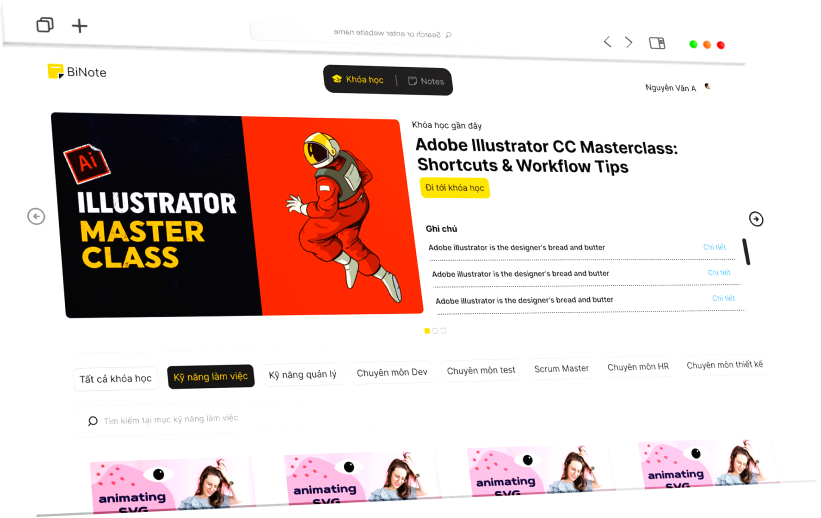 Search or enter website name
BiNote
Khóa học
Notes
Nguyễn Văn A
Khóa học gần đây
Adobe Illustrator CC Masterclass:
Shortcuts & Workflow Tips
Đi tới khóa học
Ai
ILLUSTRATOR
MASTER
CLASS
Ghi chú
Adobe illustrator is the designer's bread and butter
Chi tiết
Adobe illustrator is the designer's bread and butter
Chi tiết
Adobe illustrator is the designer's bread and butter
Chi tiết
Tất cả khóa học
Kỹ năng làm việc
Kỹ năng quản lý
Chuyên môn Dev
Chuyên môn test
Scrum Master
Chuyên môn HR
Chuyên môn thiết kế
Tìm kiếm tại mục kỹ năng làm việc
animating
SVG
animating
SVG
animating
SVG
animating
SVG